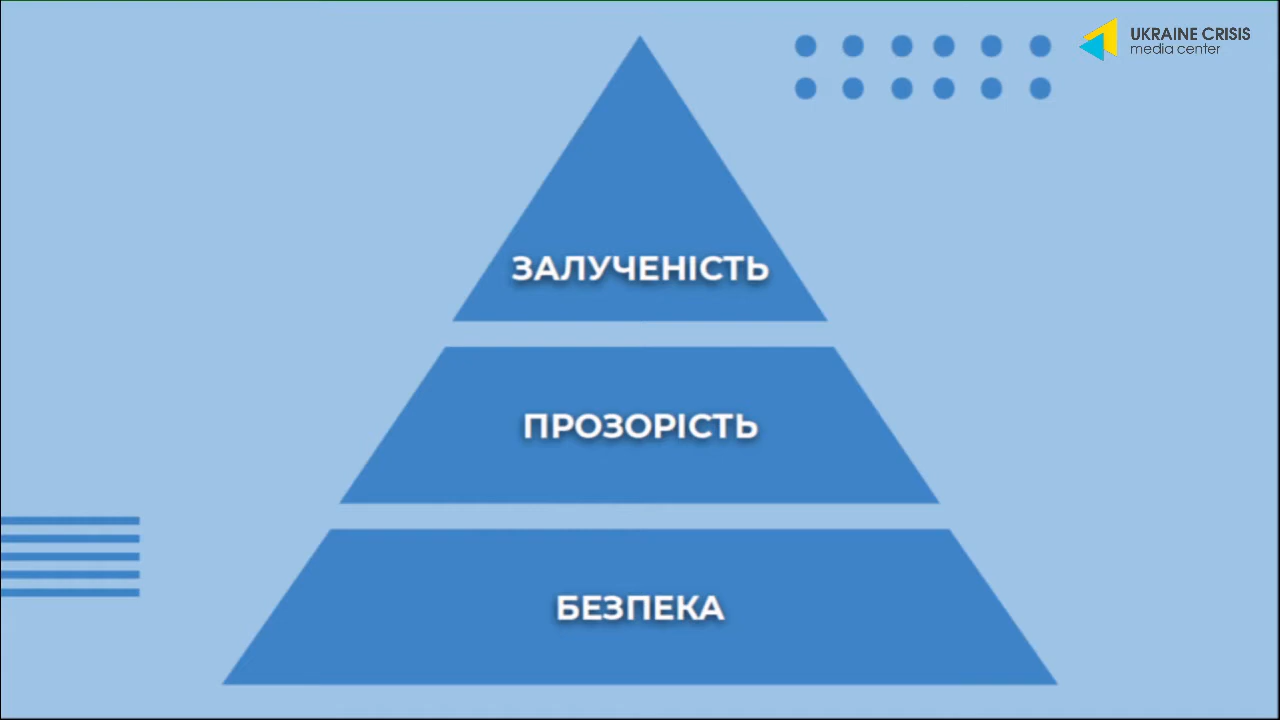 UKRAINE CRISIS
media center
ЗАЛУЧЕНІСТЬ
ПРОЗОРІСТЬ
БЕЗПЕКА